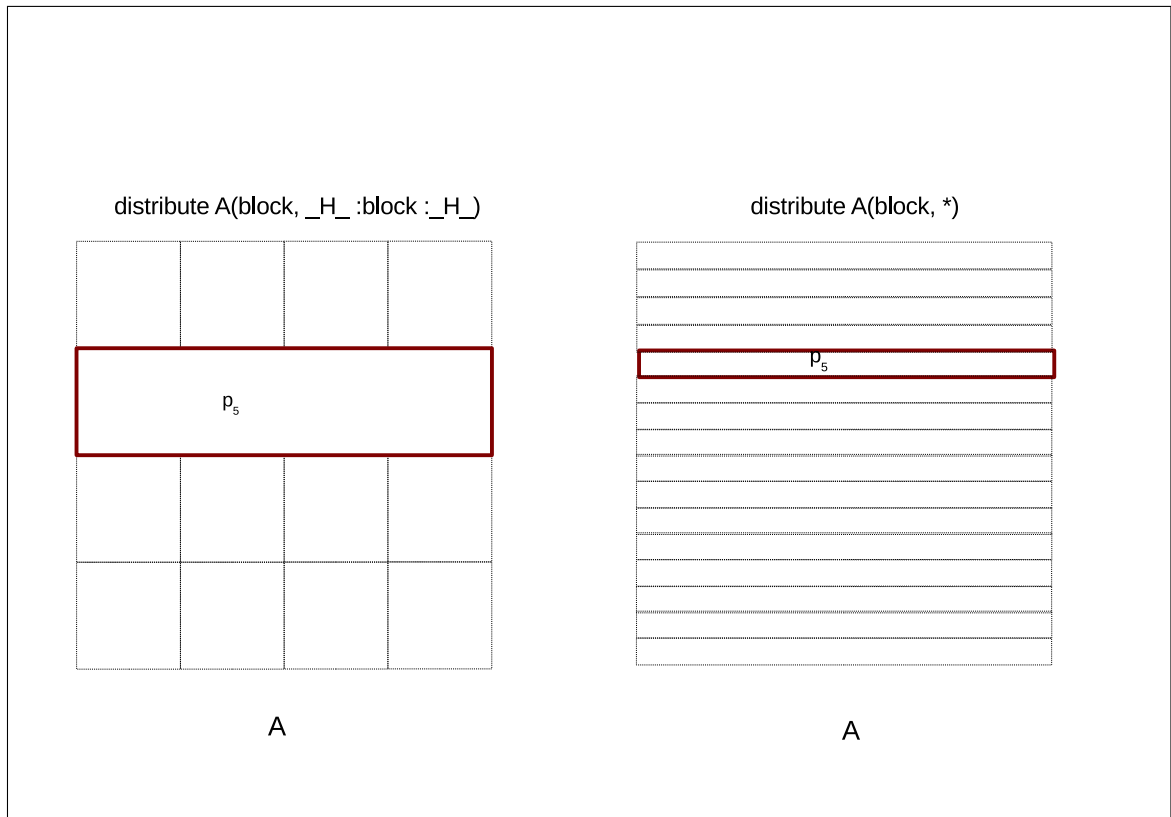 distribute A(block, _H_ :block :_H_)
distribute A(block, *)
p5
p5
A
A